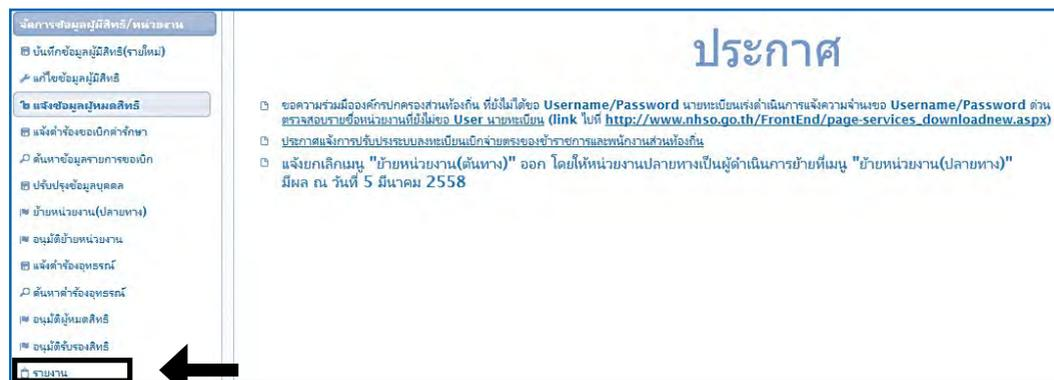 จัดการข้อมูลผู้มีสิทธิ/หน่วยงาน
บันทึกข้อมูลผู้มีสิทธิ(รายใหม่)
แก้ไขข้อมูลผู้มีสิทธิ
แจ้งข้อมูลผู้หมดสิทธิ
แจ้งคำร้องขอเบิกค่ารักษา
ค้นหาข้อมูลรายการขอเบิก
ปรับปรุงข้อมูลบุคคล
ย้ายหน่วยงาน(ปลายทาง)
อนุมัติย้ายหน่วยงาน
แจ้งคำร้องอุทธรณ์
ค้นหาคำร้องอุทธรณ์
อนุมัติผู้หมดสิทธิ
อนุมัติรับรองสิทธิ
รายงาน
ประกาศ
ขอความร่วมมือองค์กรปกครองส่วนท้องถิ่น ที่ยังไม่ได้ขอ Username/Password นายทะเบียนเร่งดำเนินการแจ้งความจำนงขอ Username/Password ด่วน
ตรวจสอบรายชื่อหน่วยงานที่ยังไม่ขอ User นายทะเบียน (link ไปที่ http://www.nhso.go.th/FrontEnd/page-services_downloadnew.aspx)
ประกาศแจ้งการปรับปรุงระบบลงทะเบียนเบิกจ่ายตรงของข้าราชการและพนักงานส่วนท้องถิ่น
แจ้งยกเลิกเมนู "ย้ายหน่วยงาน(ต้นทาง)" ออก โดยให้หน่วยงานปลายทางเป็นผู้ดำเนินการย้ายที่เมนู "ย้ายหน่วยงาน(ปลายทาง)"
มีผล ณ วันที่ 5 มีนาคม 2558